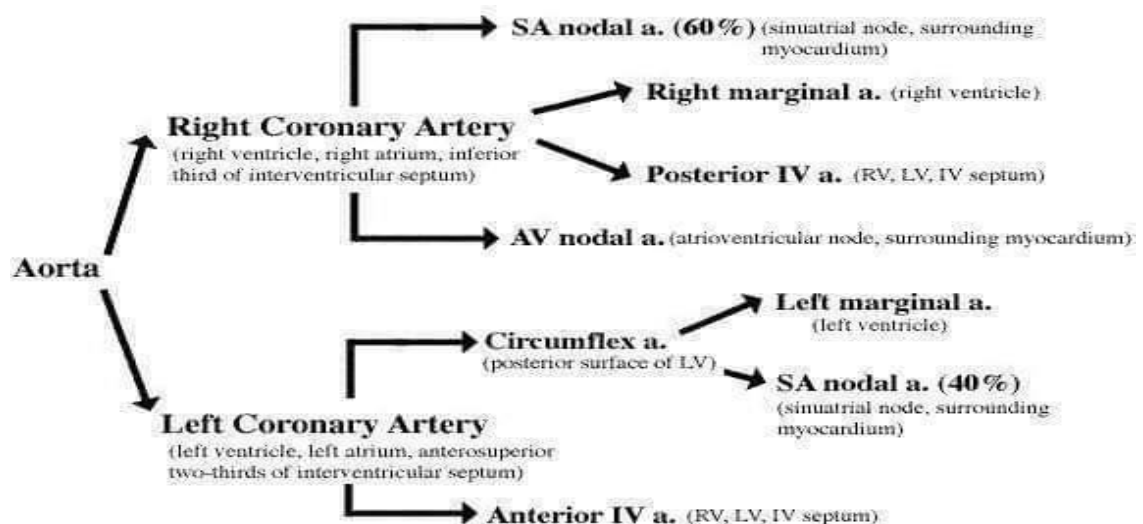 SA nodal a. (60%) (sinuatrial node, surrounding
myocardium)
Right marginal a. (right ventricle)
Right Coronary Artery
(right ventricle, right atrium, inferior
third of interventricular septum)
Posterior IV a. (RV, LV, IV septum)
AV nodal a. (atrioventricular node, surrounding myocardium)
Aorta
Left marginal a.
(left ventricle)
Circumflex a.
(posterior surface of LV)
SA nodal a. (40%)
(sinuatrial node, surrounding
myocardium)
Left Coronary Artery
(left ventricle, left atrium, anterosuperior
two-thirds of interventricular septum)
Anterior IV a. (RV, LV, IV septum)